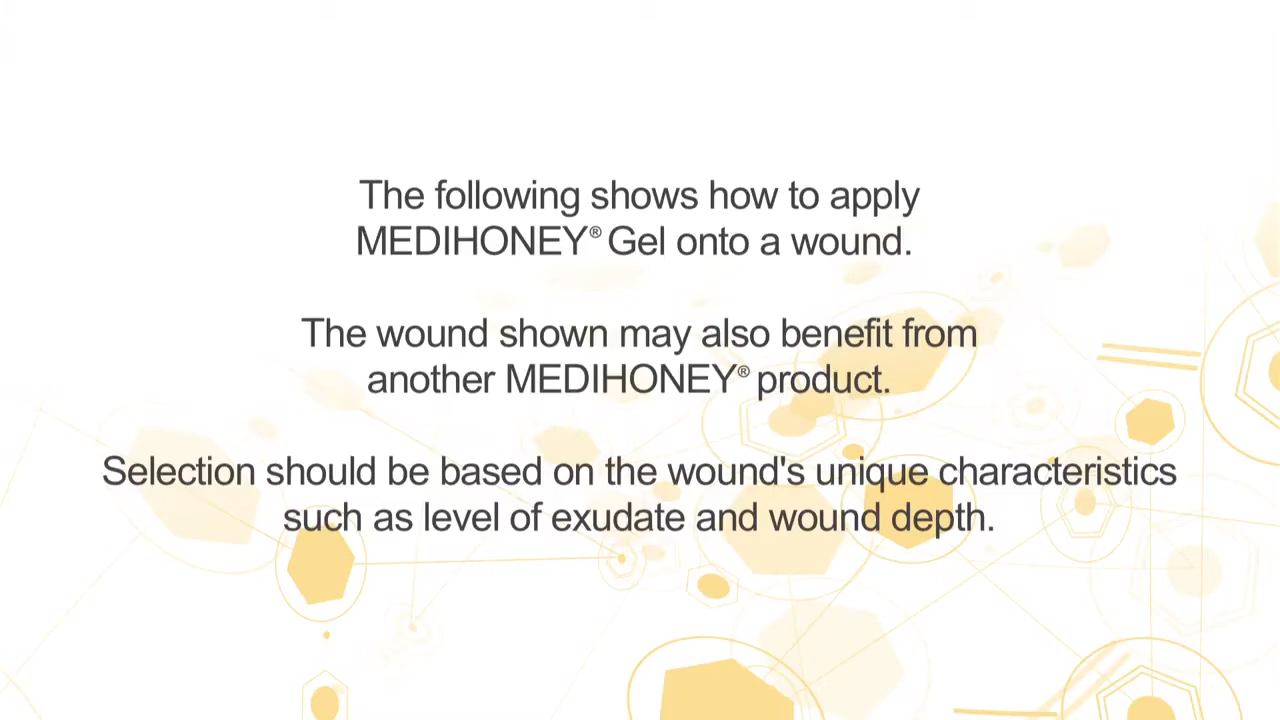 The following shows how to apply
MEDIHONEY® Gel onto a wound.
The wound shown may also benefit from
another MEDIHONEY® product.
Selection should be based on the wound's unique characteristics
such as level of exudate and wound depth.